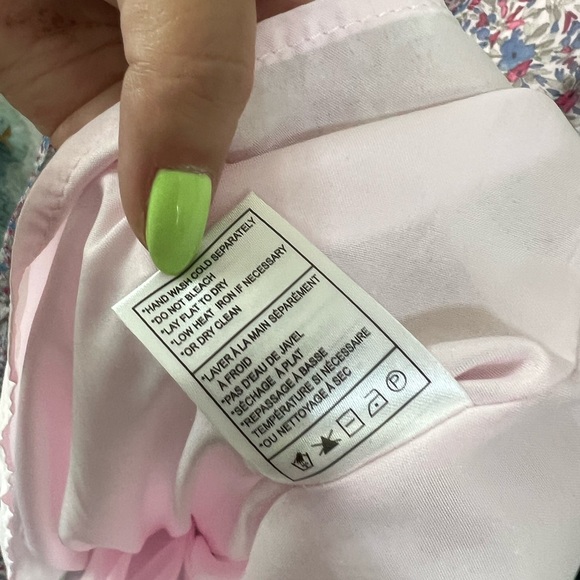 *HAND WASH COLD SEPARATELY
*DO NOT BLEACH
*LAY FLAT TO DRY
*LOW HEAT IRON IF NECESSARY
*OR DRY CLEAN
*LAVER À LA MAIN SÉPARÉMENT
À FROID
*PAS D'EAU DE JAVEL
*SÉCHAGE À PLAT
*REPASSAGE À BASSE
TEMPÉRATURE SI NÉCESSAIRE
*OU NETTOYAGE À SEC
P